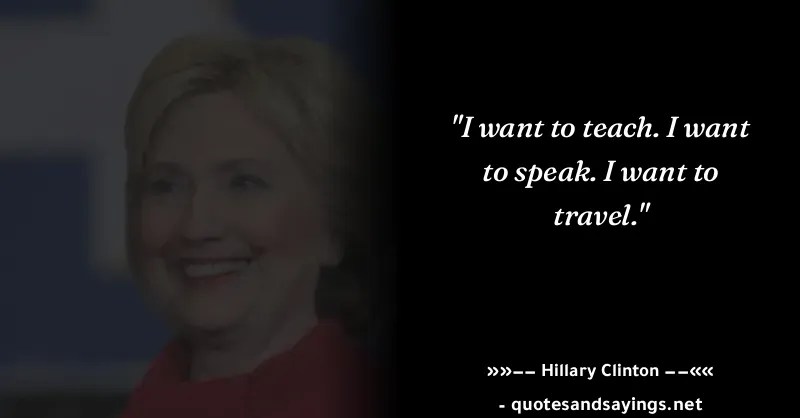 "I want to teach. I want
to speak. I want to
travel."
»»−− Hillary Clinton −−««
- quotesandsayings.net